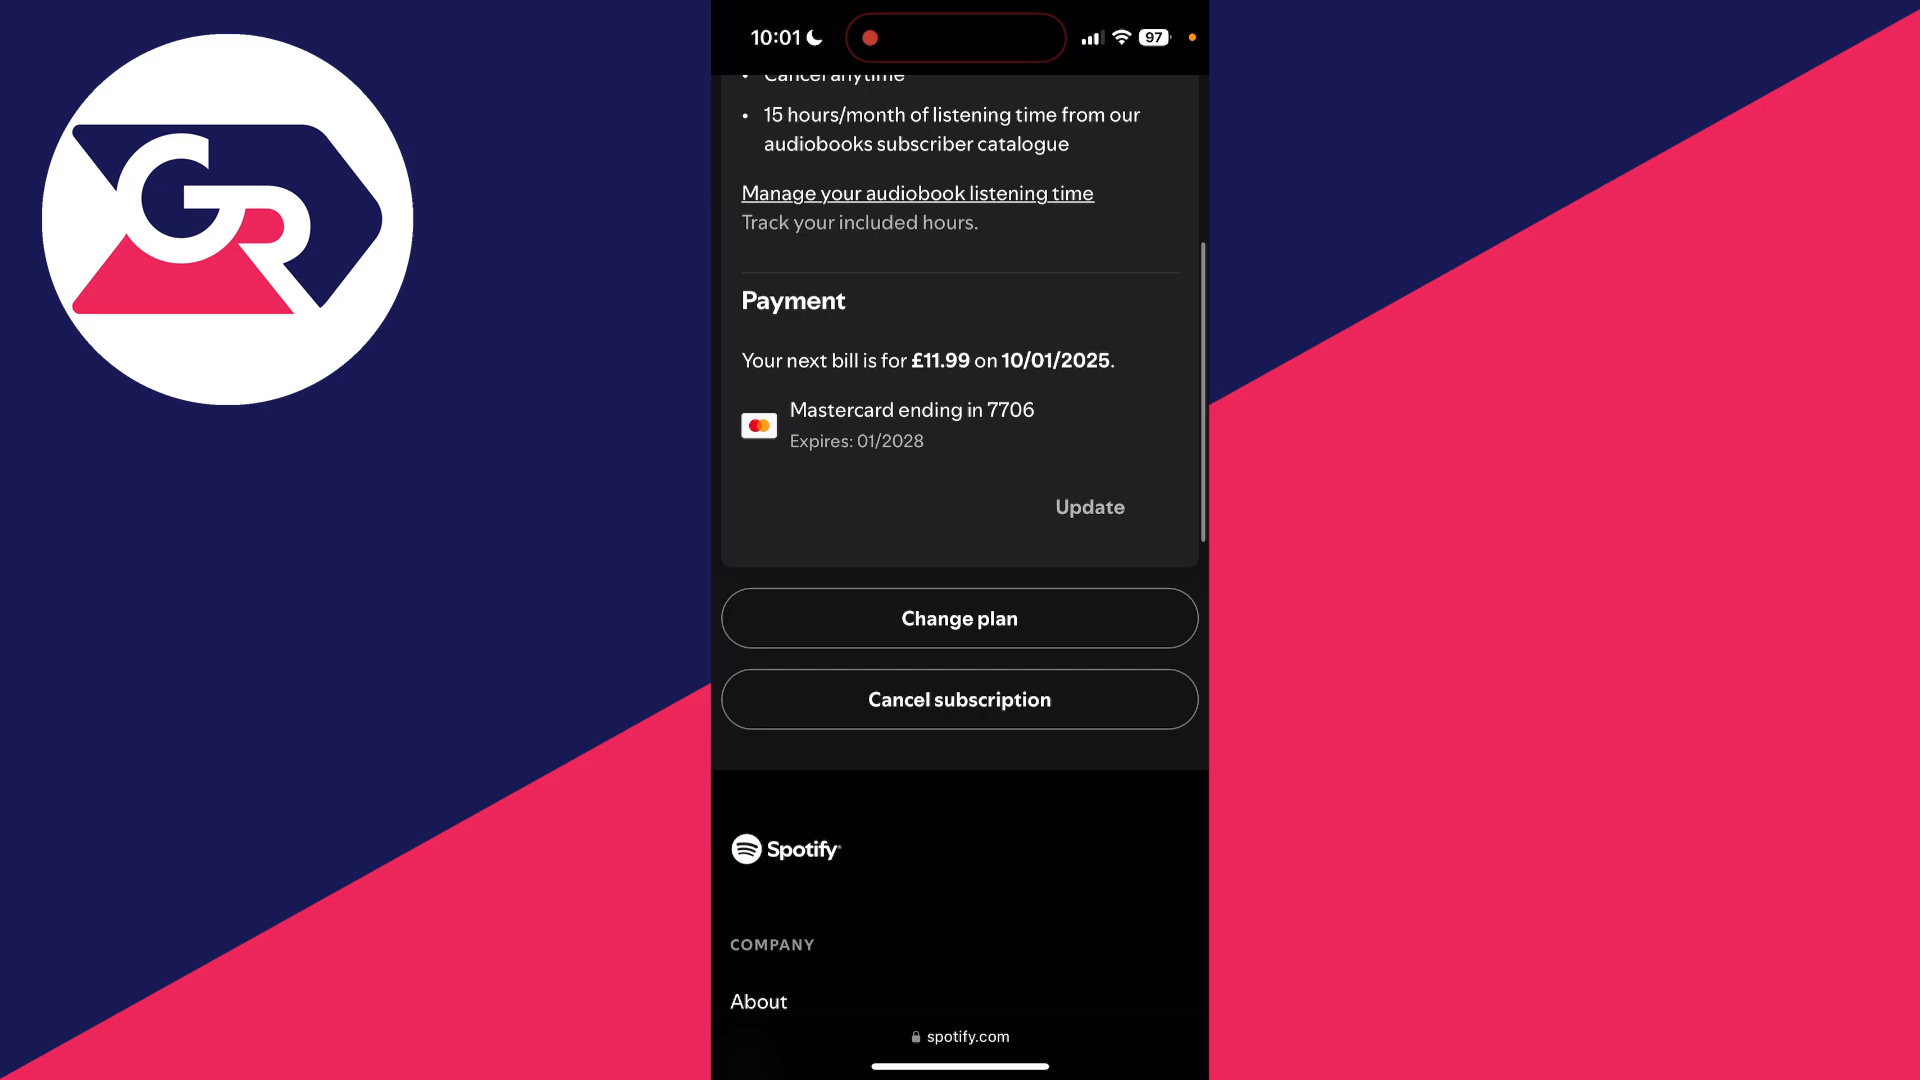 GR
10:01
97
Cancel anytime
15 hours/month of listening time from our
audiobooks subscriber catalogue
Manage your audiobook listening time
Track your included hours.
Payment
Your next bill is for £11.99 on 10/01/2025.
Mastercard ending in 7706
Expires: 01/2028
Update
Change plan
Cancel subscription
Spotify
COMPANY
About
spotify.com